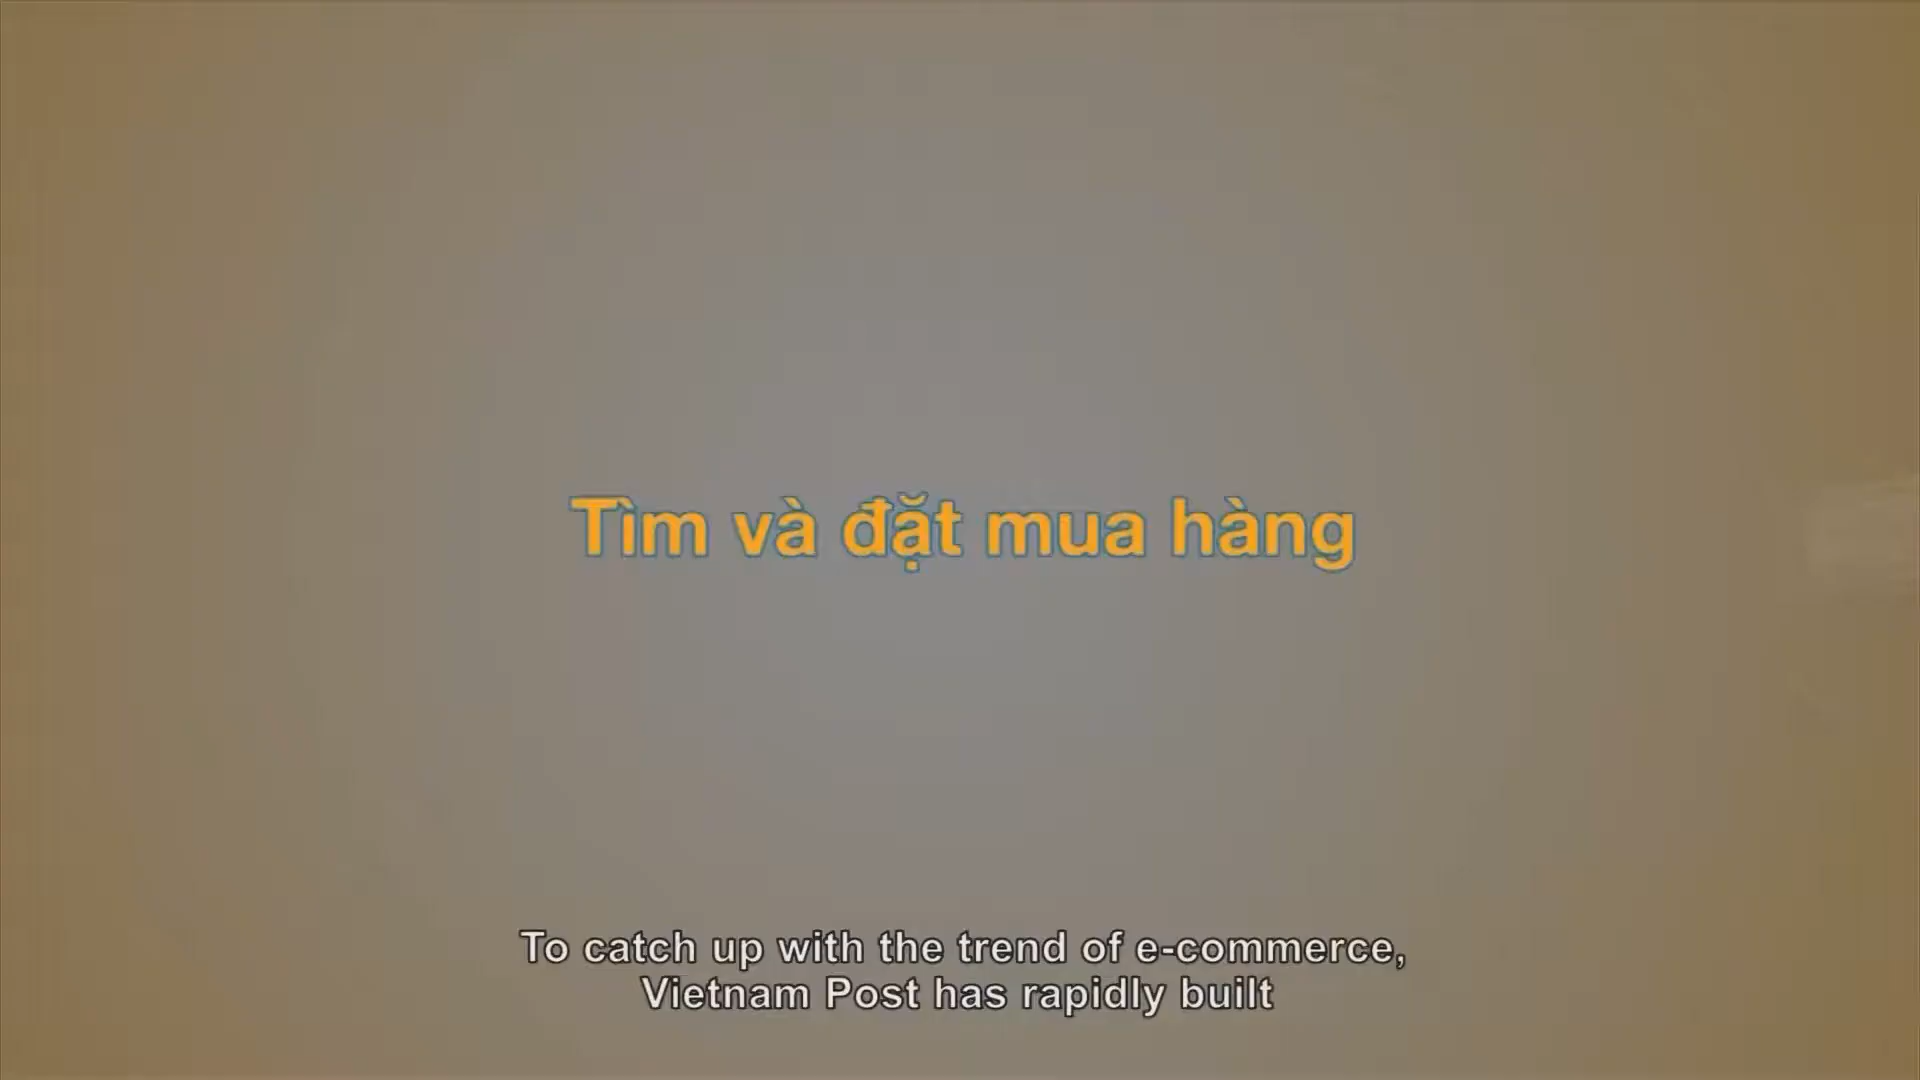 Tìm và đặt mua hàng
To catch up with the trend of e-commerce,
Vietnam Post has rapidly built